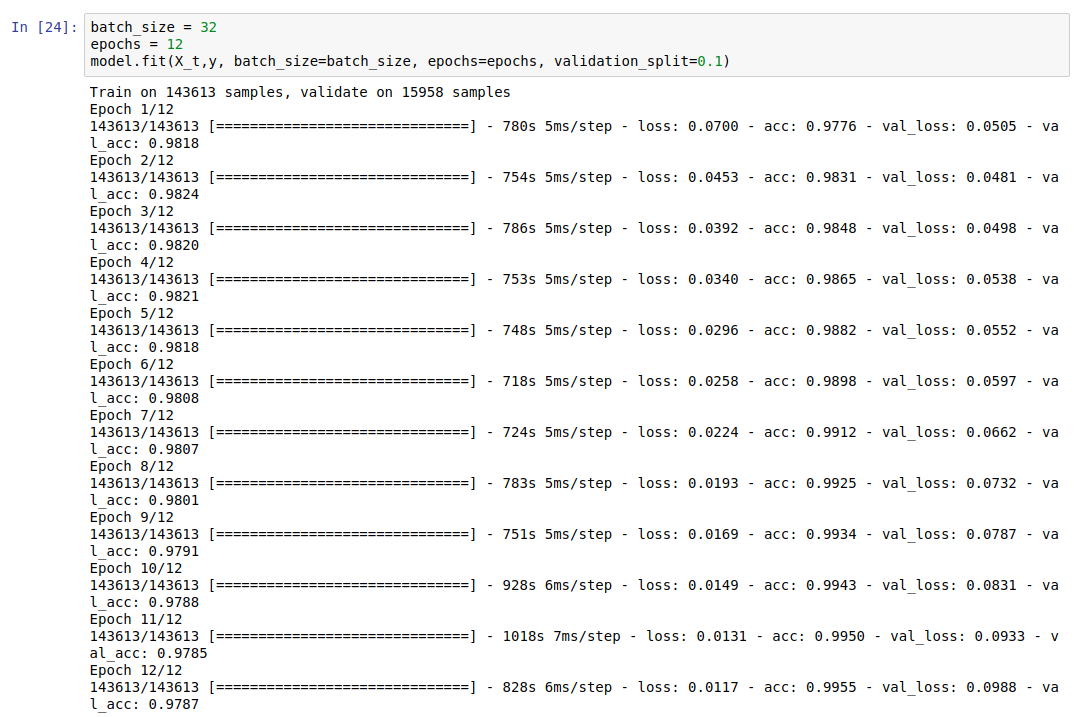 In [24]: batch_size = 32
epochs = 12
model.fit(X_t,y, batch_size=batch_size, epochs=epochs, validation_split=0.1)
Train on 143613 samples, validate on 15958 samples
Epoch 1/12
143613/143613 [==============================] - 780s 5ms/step - loss: 0.0700 - acc: 0.9776 - val_loss: 0.0505 - va
l_acc: 0.9818
Epoch 2/12
143613/143613 [==============================] - 754s 5ms/step - loss: 0.0453 - acc: 0.9831 - val_loss: 0.0481 - va
l_acc: 0.9824
Epoch 3/12
143613/143613 [==============================] - 786s 5ms/step - loss: 0.0392 - acc: 0.9848 - val_loss: 0.0498 - va
l_acc: 0.9820
Epoch 4/12
143613/143613 [==============================] - 753s 5ms/step - loss: 0.0340 - acc: 0.9865 - val_loss: 0.0538 - va
l_acc: 0.9821
Epoch 5/12
143613/143613 [==============================] - 748s 5ms/step - loss: 0.0296 - acc: 0.9882 - val_loss: 0.0552 - va
l_acc: 0.9818
Epoch 6/12
143613/143613 [==============================] - 718s 5ms/step - loss: 0.0258 - acc: 0.9898 - val_loss: 0.0597 - va
l_acc: 0.9808
Epoch 7/12
143613/143613 [==============================] - 724s 5ms/step - loss: 0.0224 - acc: 0.9912 - val_loss: 0.0662 - va
l_acc: 0.9807
Epoch 8/12
143613/143613 [==============================] - 783s 5ms/step - loss: 0.0193 - acc: 0.9925 - val_loss: 0.0732 - va
l_acc: 0.9801
Epoch 9/12
143613/143613 [==============================] - 751s 5ms/step - loss: 0.0169 - acc: 0.9934 - val_loss: 0.0787 - va
l_acc: 0.9791
Epoch 10/12
143613/143613 [==============================] - 928s 6ms/step - loss: 0.0149 - acc: 0.9943 - val_loss: 0.0831 - va
l_acc: 0.9788
Epoch 11/12
143613/143613 [==============================] - 1018s 7ms/step - loss: 0.0131 - acc: 0.9950 - val_loss: 0.0933 - v
al_acc: 0.9785
Epoch 12/12
143613/143613 [==============================] - 828s 6ms/step - loss: 0.0117 - acc: 0.9955 - val_loss: 0.0988 - va
l_acc: 0.9787